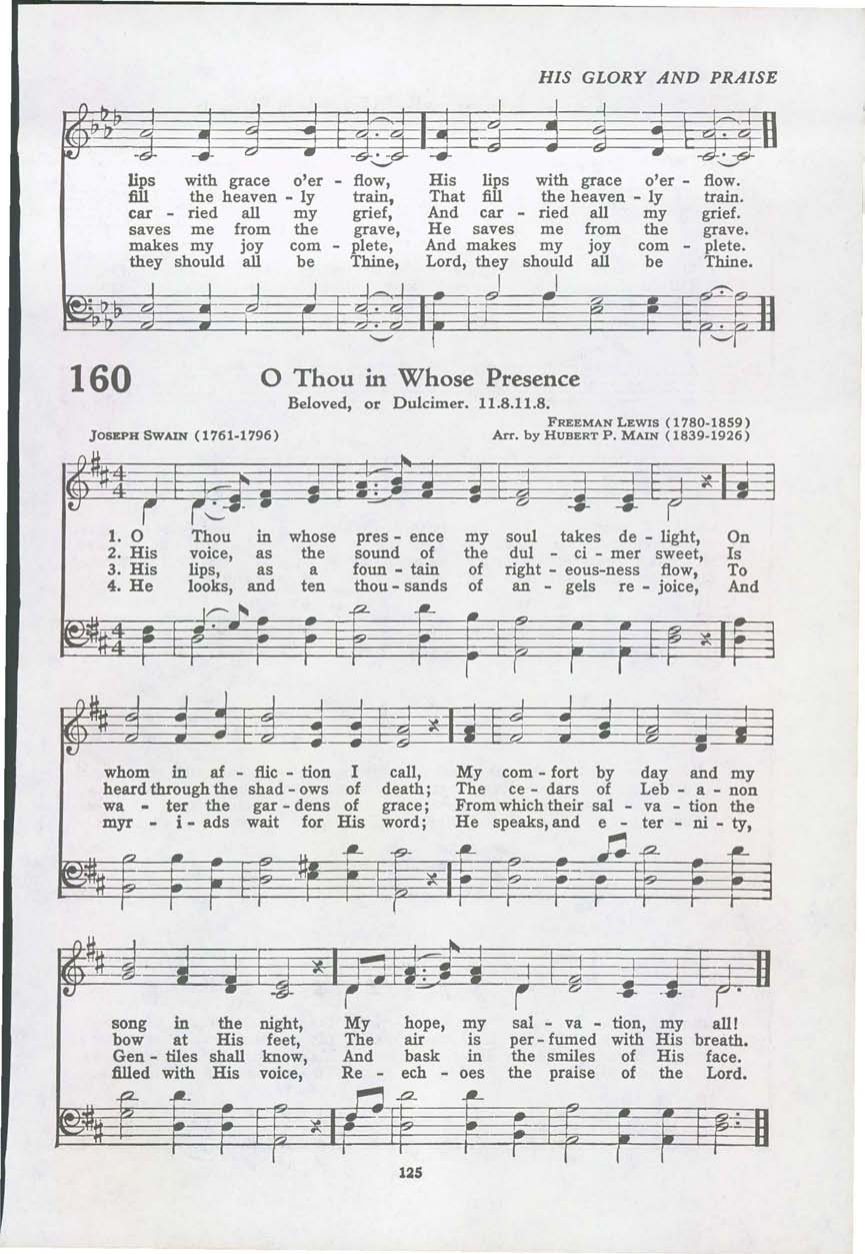 HIS GLORY AND PRAISE
lips with grace o'er - flow, His lips with grace o'er - flow.
fill the heaven - ly train, That fill the heaven - ly train.
car - ried all my grief, And car - ried all my grief.
saves me from the grave, He saves me from the grave.
makes my joy com - plete, And makes my joy com - plete.
they should all be Thine, Lord, they should all be Thine.
160 O Thou in Whose Presence
Beloved, or Dulcimer. 11.8.11.8.
FREEMAN LEWIS (1780-1859)
JOSEPH SWAIN (1761-1796) Arr. by HUBERT P. MAIN (1839-1926)
4
4
1. O Thou in whose pres - ence my soul takes de - light, On
2. His voice, as the sound of the dul - ci - mer sweet, Is
3. His lips, as a foun - tain of right - eous-ness flow, To
4. He looks, and ten thou - sands of an - gels re - joice, And
4
4
whom in af - flic - tion I call, My com - fort by day and my
heard through the shad - ows of death; The ce - dars of Leb - a - non
wa - ter the gar - dens of grace; From which their sal - va - tion the
myr - i - ads wait for His word; He speaks, and e - ter - ni - ty,
song in the night, My hope, my sal - va - tion, my all!
bow at His feet, The air is per - fumed with His breath.
Gen - tiles shall know, And bask in the smiles of His face.
filled with His voice, Re - ech - oes the praise of the Lord.
125